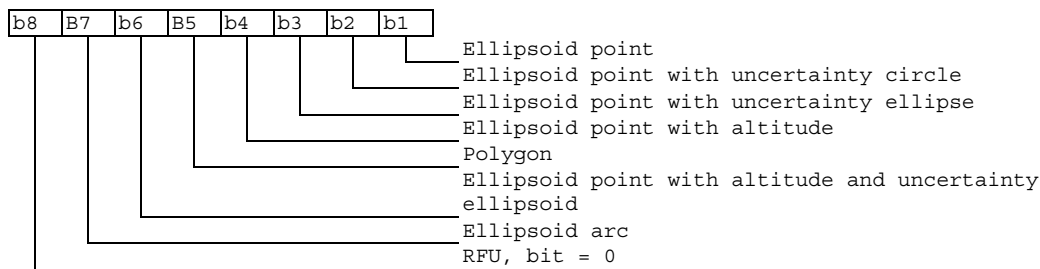 b8 B7 b6 B5 b4 b3 b2 b1
Ellipsoid point
Ellipsoid point with uncertainty circle
Ellipsoid point with uncertainty ellipse
Ellipsoid point with altitude
Polygon
Ellipsoid point with altitude and uncertainty
ellipsoid
Ellipsoid arc
RFU, bit = 0